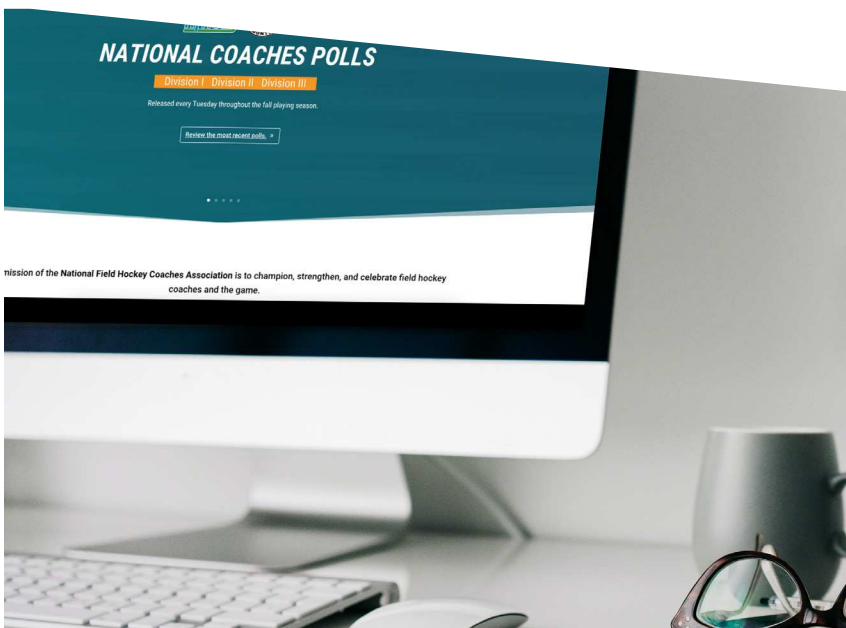 NATIONAL COACHES POLLS
Division I Division II Division III
Released every Tuesday throughout the fall playing season.
Review the most recent polls. »
mission of the National Field Hockey Coaches Association is to champion, strengthen, and celebrate field hockey
coaches and the game.